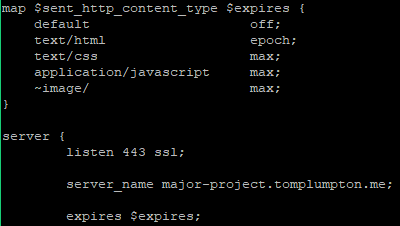 map $sent_http_content_type $expires {
    default                    off;
    text/html                  epoch;
    text/css                   max;
    application/javascript     max;
    ~image/                    max;
}
server {
        listen 443 ssl;
        server_name major-project.tomplumpton.me;
        expires $expires;